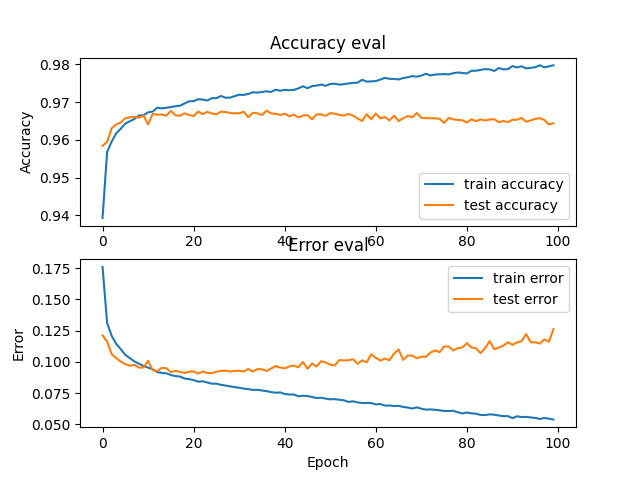 Accuracy eval
0.98
0.97
0.96
0.95
0.94
Accuracy
train accuracy
test accuracy
0 20 40 60 80 100
Error eval
0.175
0.150
0.125
0.100
0.075
0.050
Error
train error
test error
0 20 40 60 80 100
Epoch